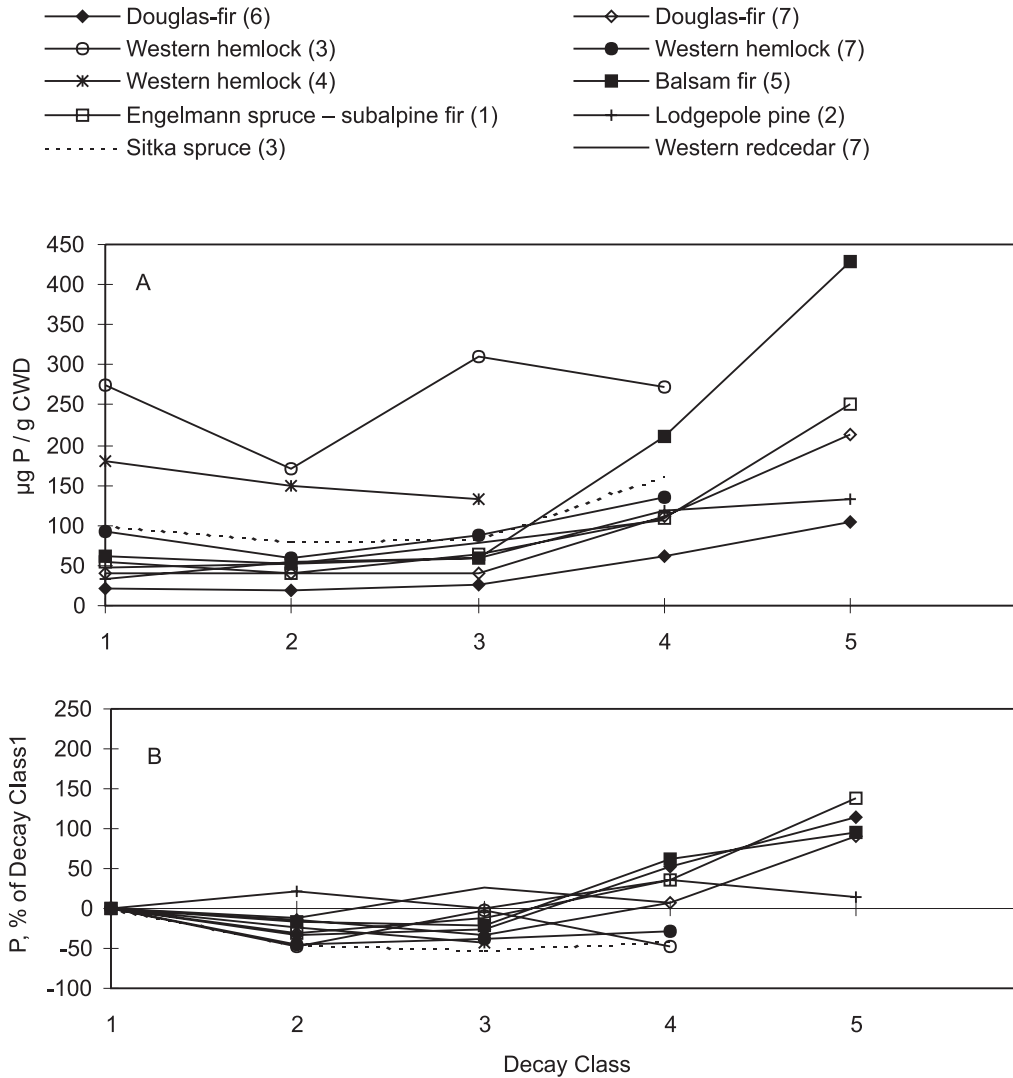 Douglas-fir (6)
Douglas-fir (7)
Western hemlock (3)
Western hemlock (7)
Western hemlock (4)
Balsam fir (5)
Engelmann spruce – subalpine fir (1)
Lodgepole pine (2)
Sitka spruce (3)
Western redcedar (7)
A
µg P / g CWD
450
400
350
300
250
200
150
100
50
0
1 2 3 4 5
B
P, % of Decay Class1
250
200
150
100
50
0
-50
-100
1 2 3 4 5
Decay Class